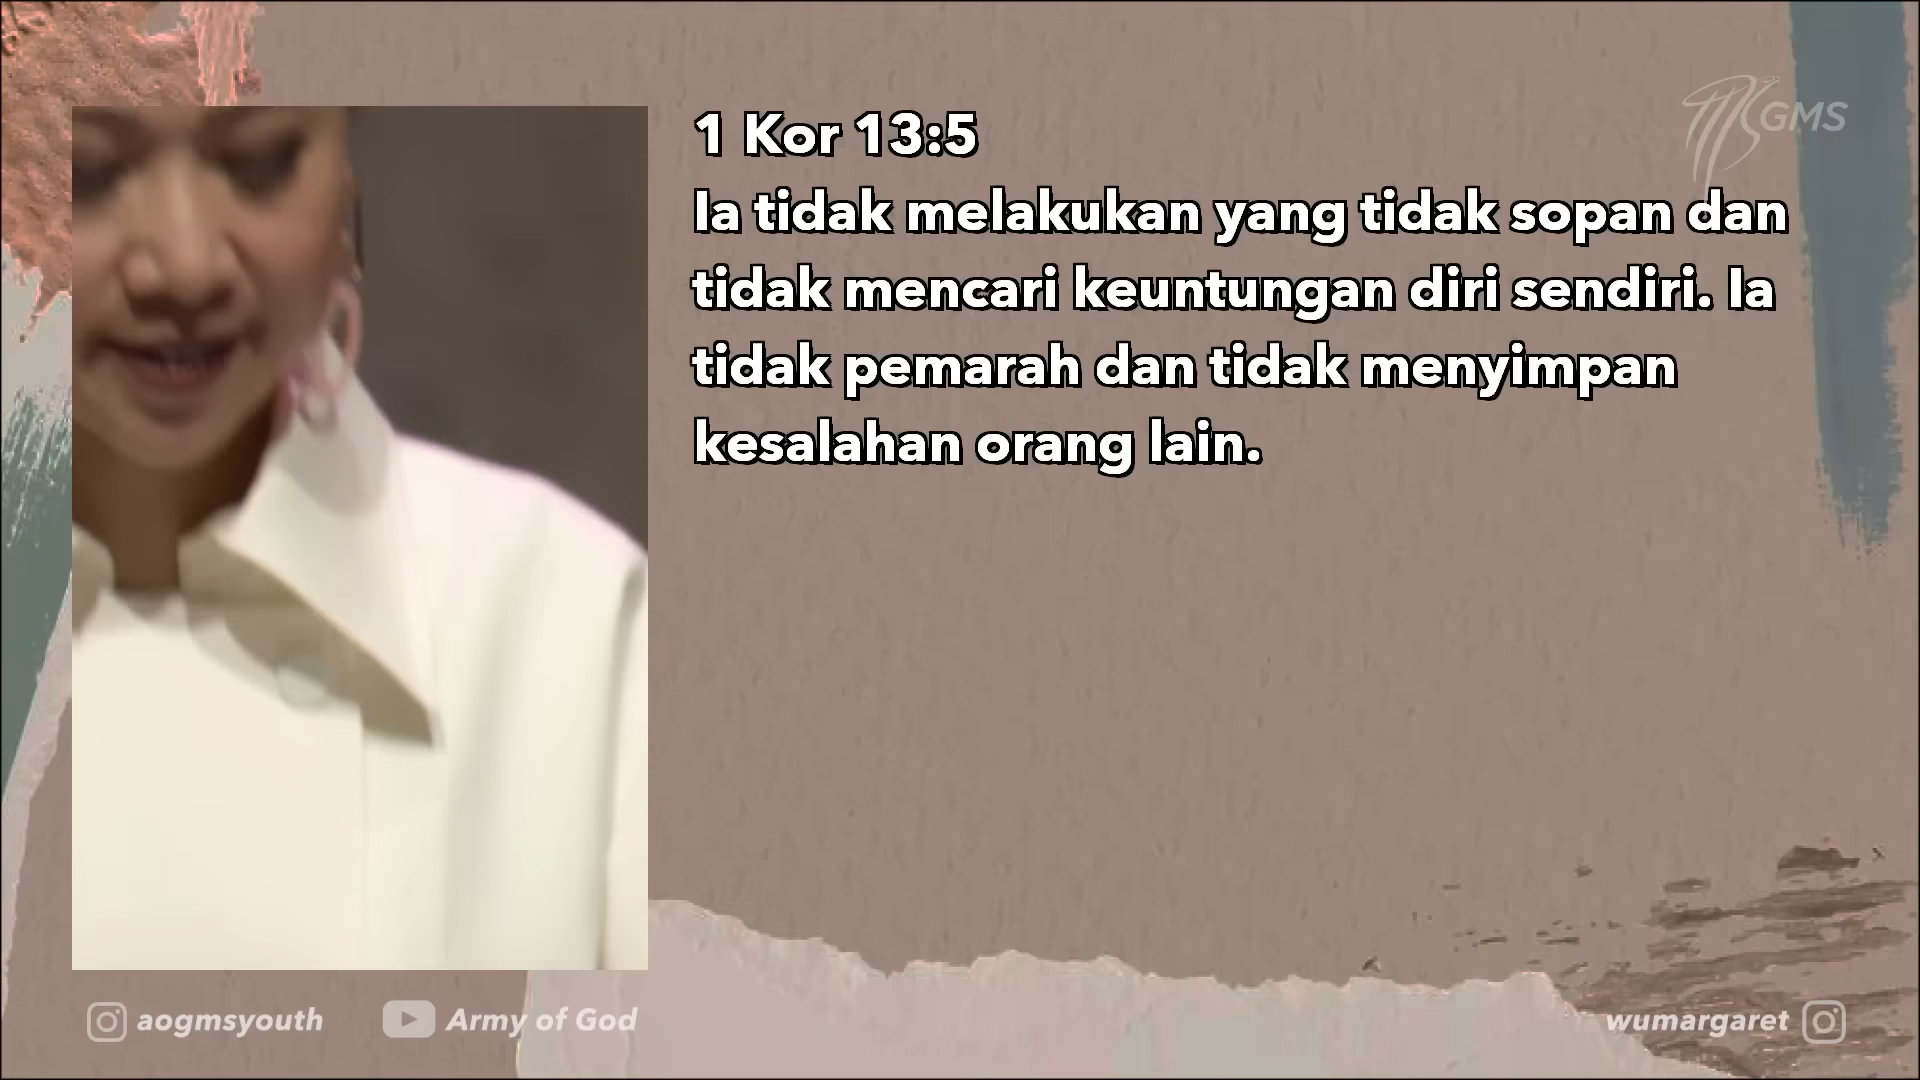 GMS
1 Kor 13:5
Ia tidak melakukan yang tidak sopan dan
tidak mencari keuntungan diri sendiri. Ia
tidak pemarah dan tidak menyimpan
kesalahan orang lain.
aogmsyouth
Army of God
wumargaret